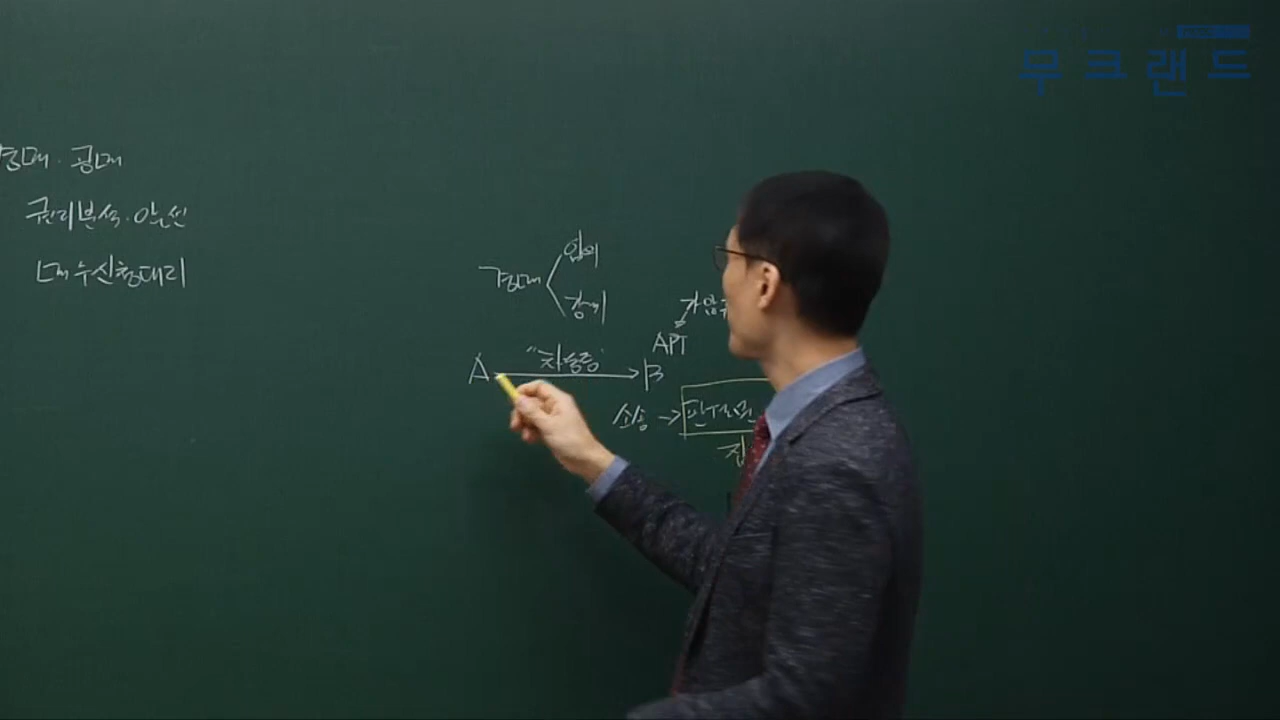 무크랜드
경매·공매
권리분석·알선
매수신청대리
경매
임의
강제
가압
APT
A "차용증" B
소송 → 판결문
집